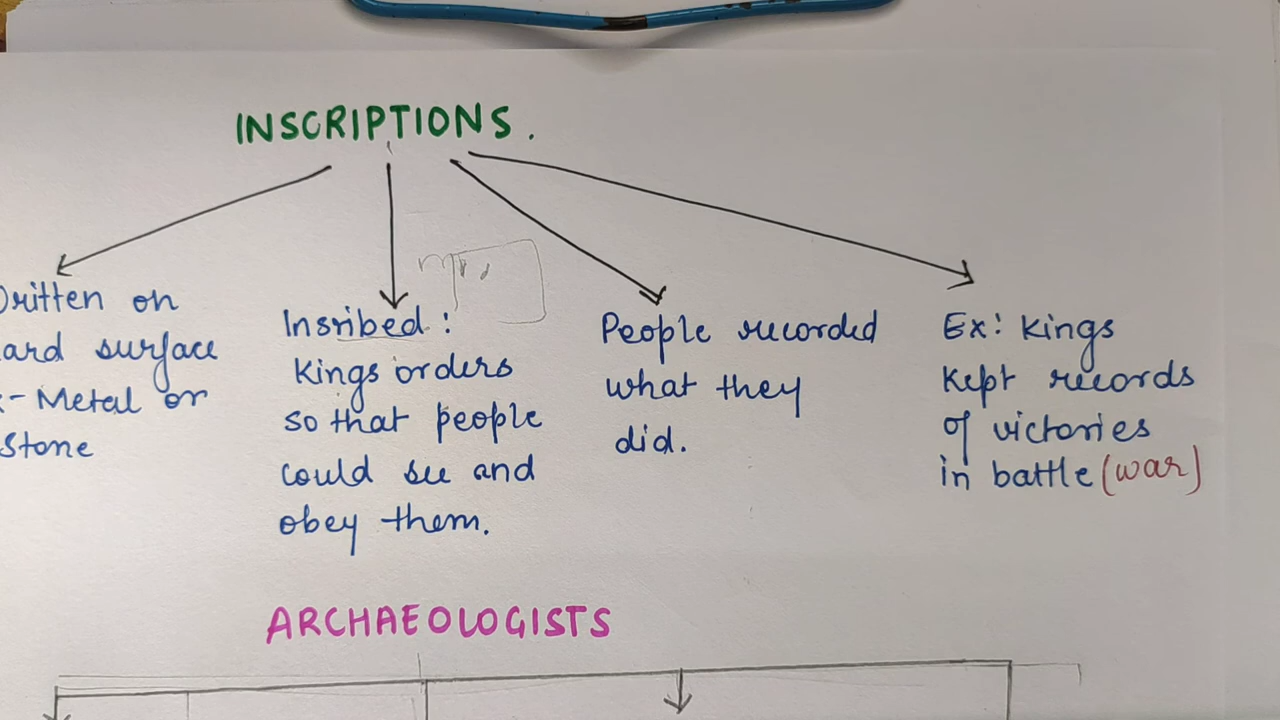 INSCRIPTIONS.
Written on
ard surface
- Metal or
Stone
Insribed :
Kings orders
so that people
could see and
obey them.
People recorded
what they
did.
Ex: Kings
Kept records
of victories
in battle (war)
ARCHAEOLOGISTS